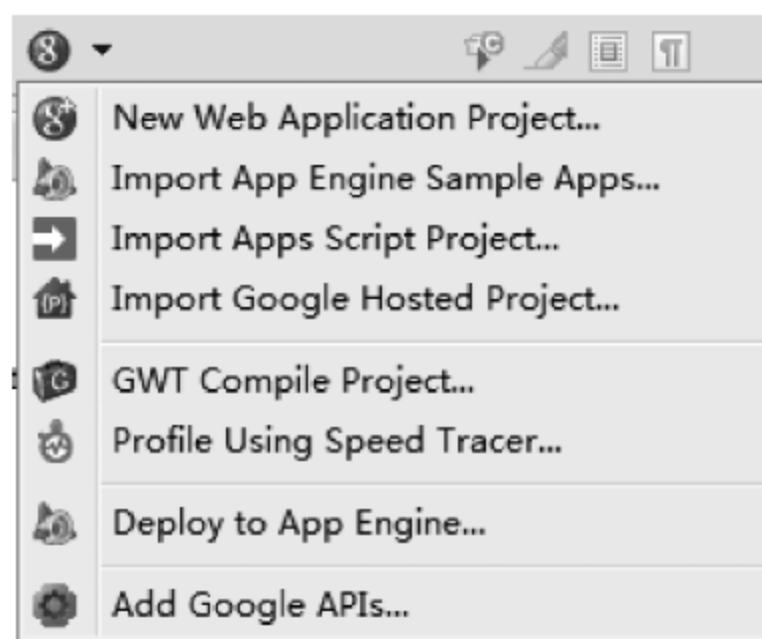 New Web Application Project...
Import App Engine Sample Apps...
Import Apps Script Project...
Import Google Hosted Project...
GWT Compile Project...
Profile Using Speed Tracer...
Deploy to App Engine...
Add Google APIs...